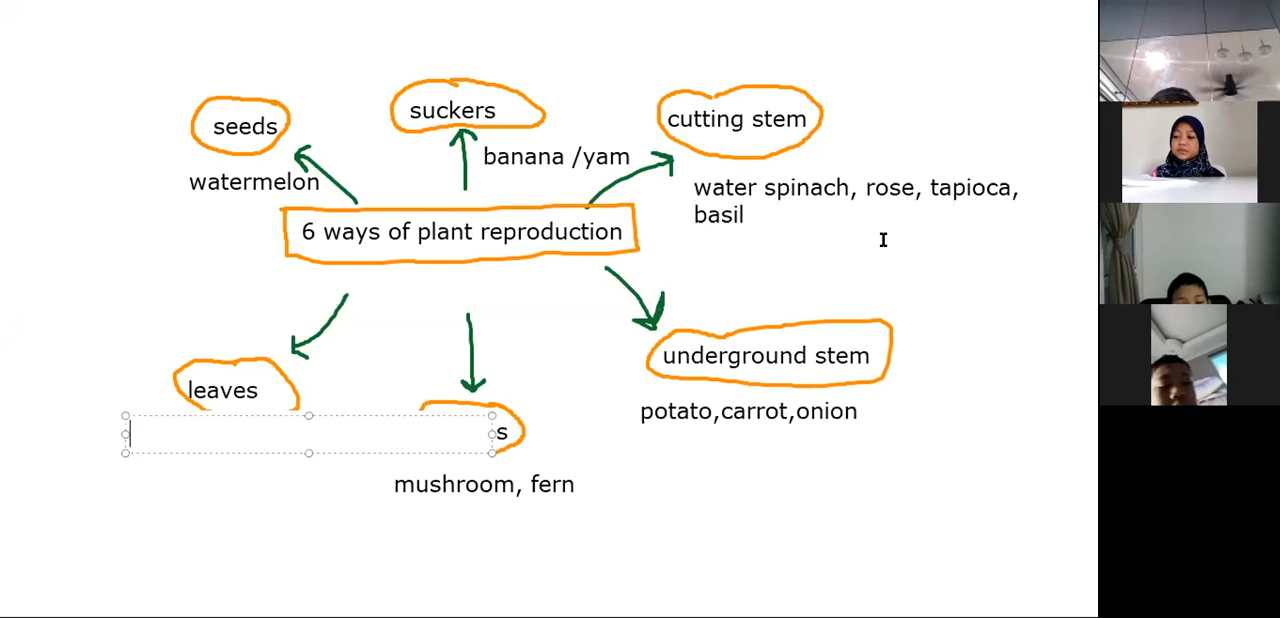 seeds
suckers
cutting stem
watermelon
banana /yam
water spinach, rose, tapioca,
basil
6 ways of plant reproduction
leaves
underground stem
s
potato,carrot,onion
mushroom, fern